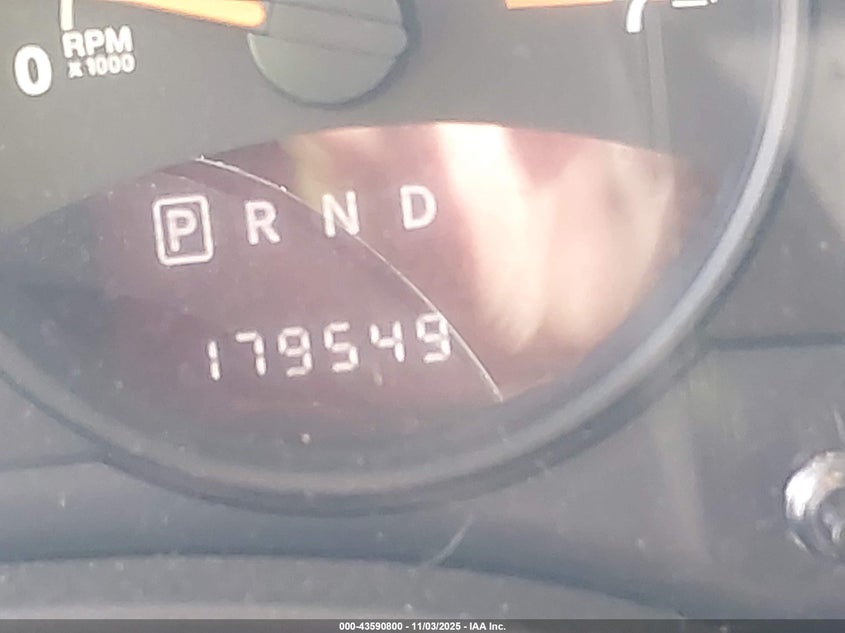 0
RPM
x1000
P R N D
179549
000-43590800 - 11/03/2025 - IAA Inc.